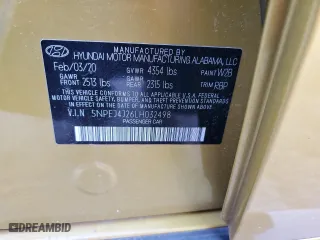 MANUFACTURED BY
HYUNDAI MOTOR MANUFACTURING ALABAMA, LLC
Feb/03/20 GVWR 4354 lbs PAINT W2B
GAWR FRONT 2513 lbs GAWR REAR 2315 lbs TRIM RBP
THIS VEHICLE CONFORMS TO ALL APPLICABLE U.S.A. FEDERAL
MOTOR VEHICLE SAFETY, BUMPER, AND THEFT PREVENTION
STANDARDS IN EFFECT ON THE DATE OF MANUFACTURE SHOWN ABOVE.
V.I.N 5NPEJ4J26LH032498
PASSENGER CAR